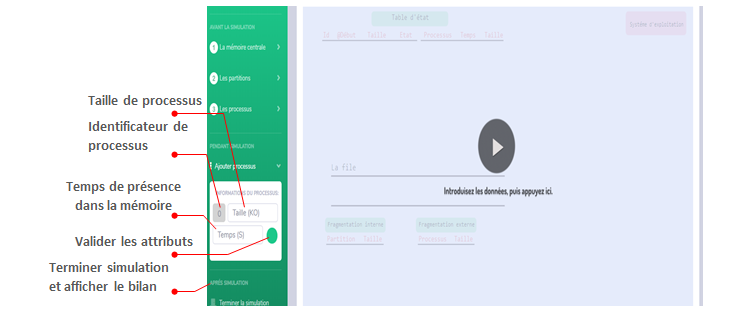 Taille de processus
Identificateur de
processus
Temps de présence
dans la mémoire
Valider les attributs
Terminer simulation
et afficher le bilan
AVANT LA SIMULATION
1 La mémoire centrale
2 Les partitions
3 Les processus
PENDANT SIMULATION
Ajouter processus
INFORMATIONS DU PROCESSUS
0 Taille (KO)
Temps (S)
APRÈS SIMULATION
Terminer la simulation
Table d'état
Système d'exploitation
Id @début Taille Etat Processus Temps Taille
La file
Introduisez les données, puis appuyez ici.
Fragmentation interne Fragmentation externe
Partition Taille Processus Taille